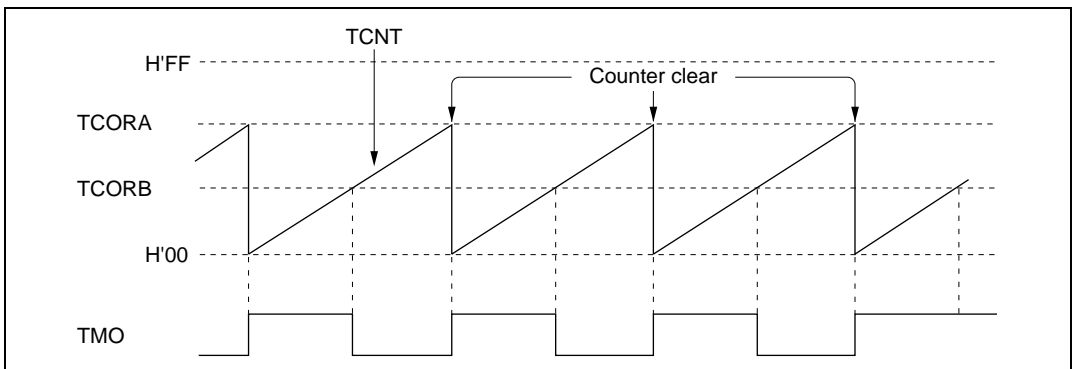 TCNT
H'FF
Counter clear
TCORA
TCORB
H'00
TMO